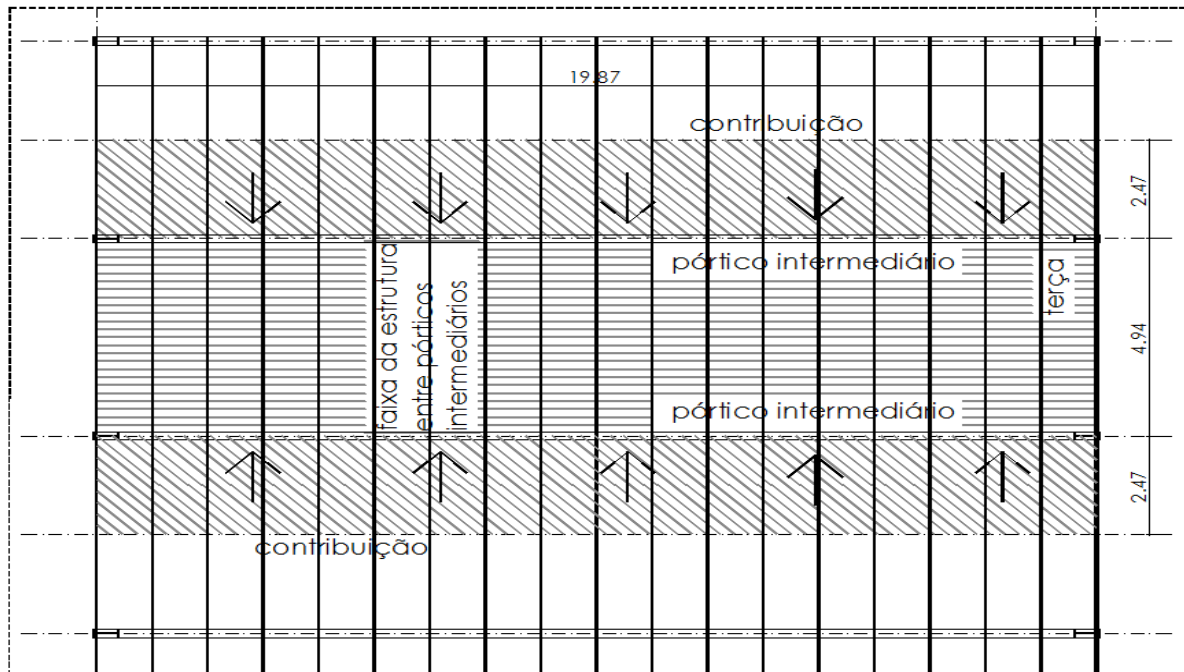 19.87
contribuição
2.47
pórtico intermediário
faixa da estrutura
entre pórticos
intermediários
terça
4.94
pórtico intermediário
2.47
contribuição